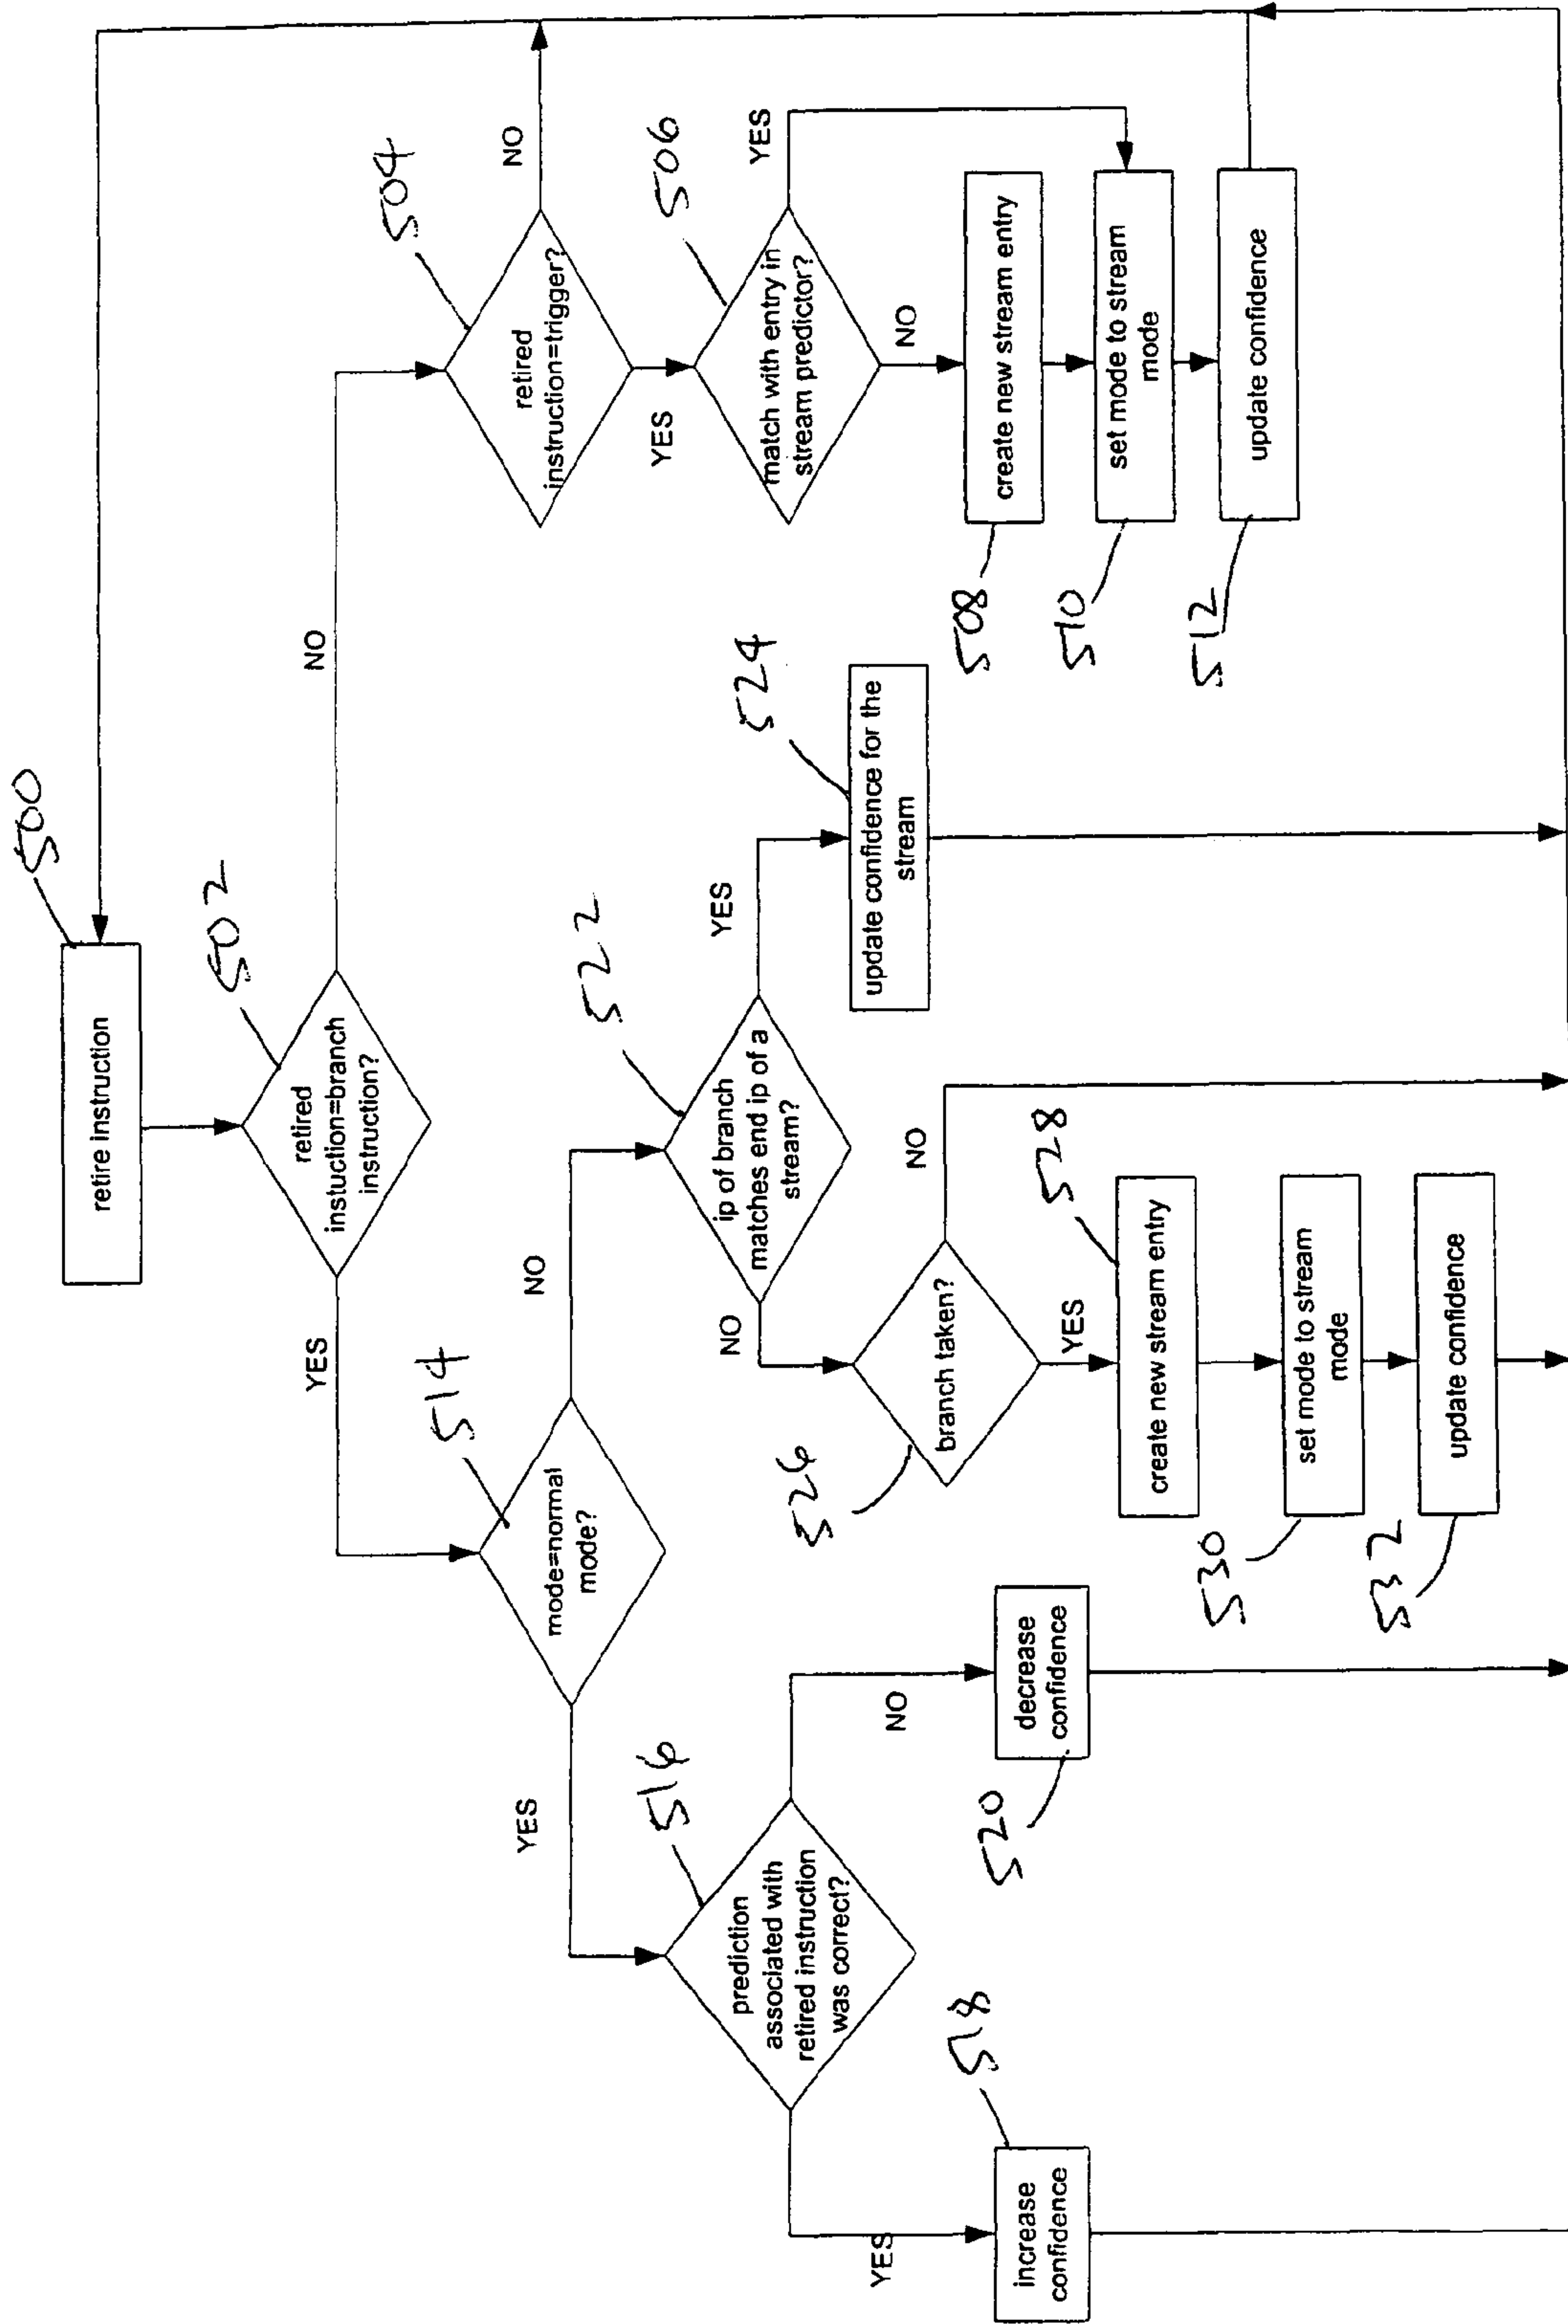 500
retire instruction
502
retired
instuction=branch
instruction?
YES
NO
514
mode=normal
mode?
504
retired
instruction=trigger?
NO
YES
YES
NO
516
prediction
associated with
retired instruction
was correct?
522
ip of branch
matches end ip of a
stream?
506
match with entry in
stream predictor?
YES
NO
YES
NO
NO
YES
518
increase
confidence
520
decrease
confidence
526
branch taken?
NO
YES
524
update confidence for the
stream
508
create new stream entry
510
set mode to stream
mode
512
update confidence
528
create new stream entry
530
set mode to stream
mode
532
update confidence